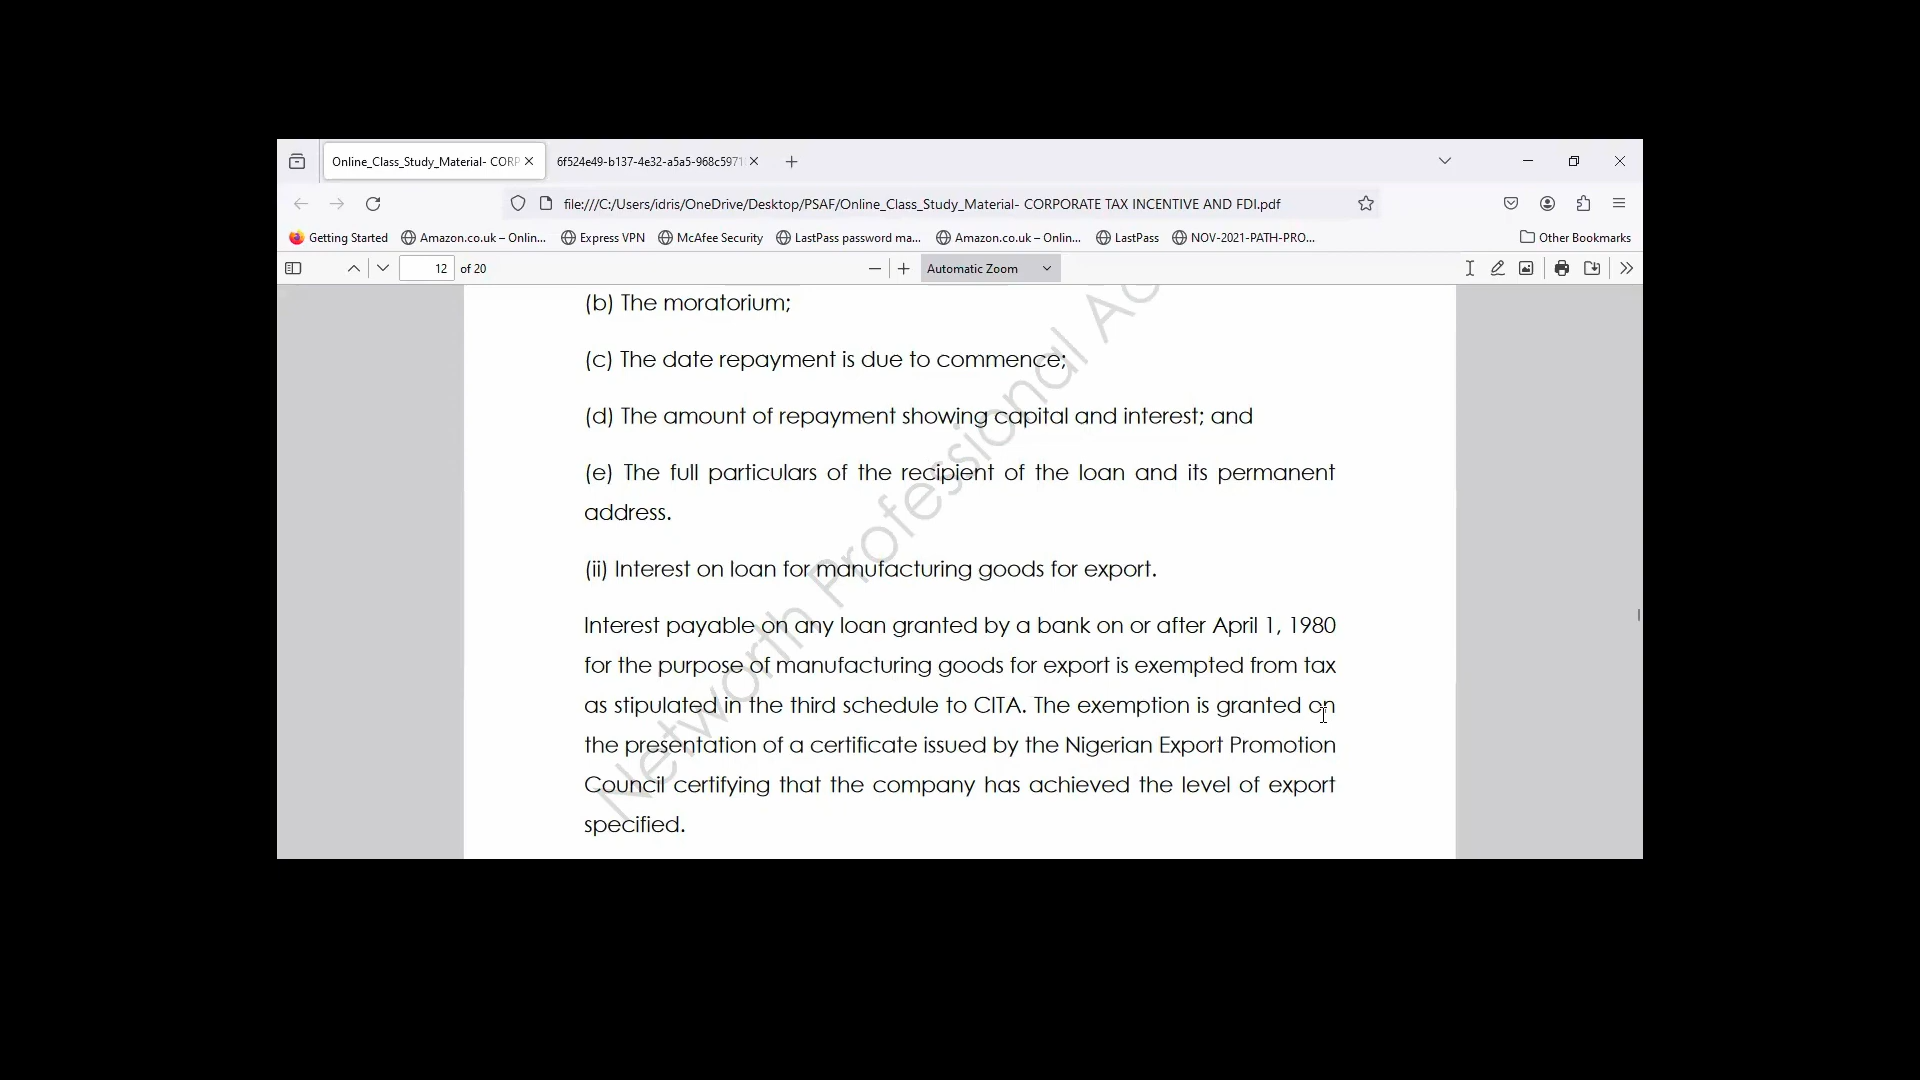 Online_Class_Study_Material- CORP
6f524e49-b137-4e32-a5a5-968c5971
file:///C:/Users/idris/OneDrive/Desktop/PSAF/Online_Class_Study_Material- CORPORATE TAX INCENTIVE AND FDI.pdf
Getting Started Amazon.co.uk – Onlin... Express VPN McAfee Security LastPass password ma... Amazon.co.uk – Onlin... LastPass NOV-2021-PATH-PRO... Other Bookmarks
12 of 20 Automatic Zoom
(b) The moratorium;
(c) The date repayment is due to commence;
(d) The amount of repayment showing capital and interest; and
(e) The full particulars of the recipient of the loan and its permanent
address.
(ii) Interest on loan for manufacturing goods for export.
Interest payable on any loan granted by a bank on or after April 1, 1980
for the purpose of manufacturing goods for export is exempted from tax
as stipulated in the third schedule to CITA. The exemption is granted on
the presentation of a certificate issued by the Nigerian Export Promotion
Council certifying that the company has achieved the level of export
specified.
Networth Professional Ac